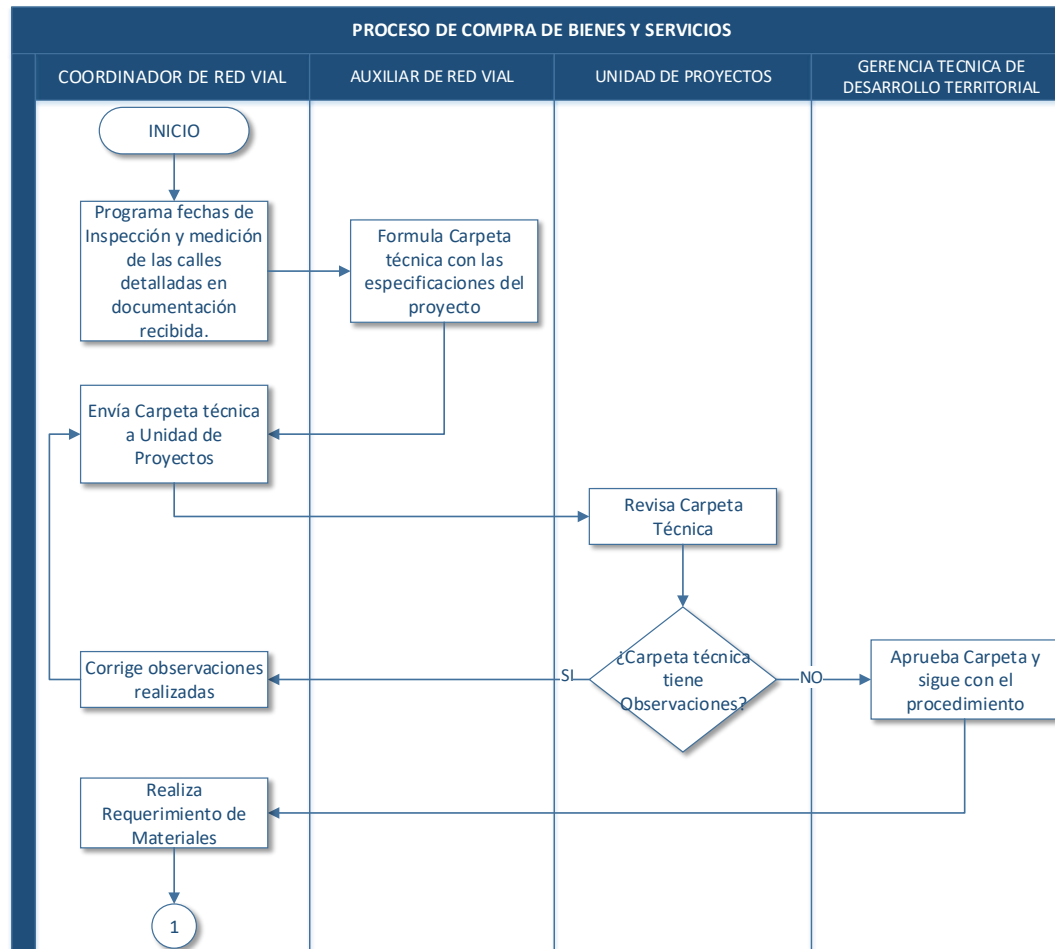 PROCESO DE COMPRA DE BIENES Y SERVICIOS
COORDINADOR DE RED VIAL
AUXILIAR DE RED VIAL
UNIDAD DE PROYECTOS
GERENCIA TECNICA DE
DESARROLLO TERRITORIAL
INICIO
Programa fechas de
Inspección y medición
de las calles
detalladas en
documentación
recibida.
Formula Carpeta
técnica con las
especificaciones del
proyecto
Envía Carpeta técnica
a Unidad de
Proyectos
Revisa Carpeta
Técnica
¿Carpeta técnica
tiene
Observaciones?
SI
NO
Corrige observaciones
realizadas
Aprueba Carpeta y
sigue con el
procedimiento
Realiza
Requerimiento de
Materiales
1